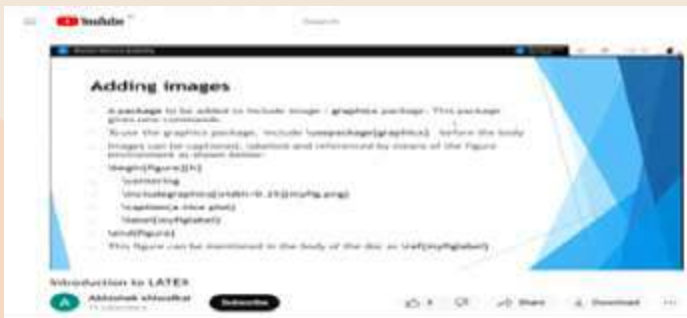 YouTube
Search
Adding images
A package to be added to include image : graphics package. This package
gives new commands.
To use the graphics package, include \usepackage{graphics} before the body
Images can be captioned, labelled and referenced by means of the figure
environment as shown below:
\begin{figure}[h]
\centering
\includegraphics[width=0.25]{myfig.png}
\caption{a nice plot}
\label{myfiglabel}
\end{figure}
This figure can be mentioned in the body of the doc as \ref{myfiglabel}
Introduction to LATEX
A
Abhishek
Subscribe
Share
Download